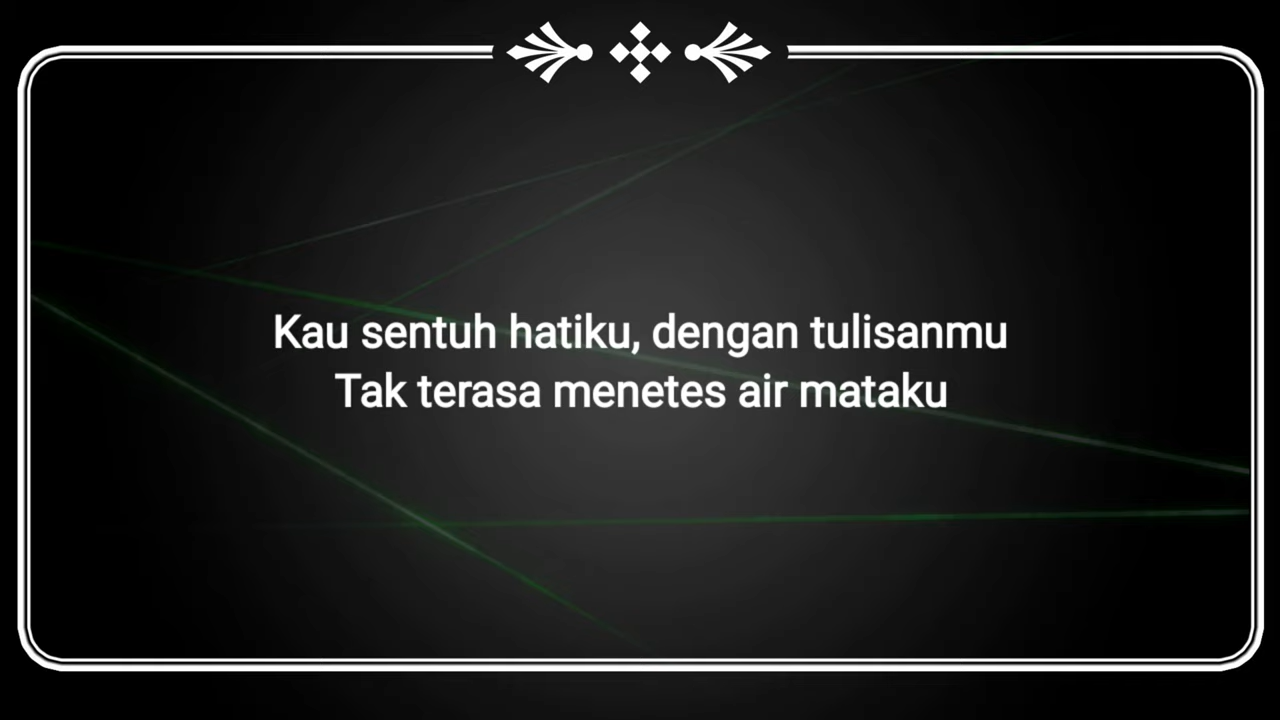 Kau sentuh hatiku, dengan tulisanmu
Tak terasa menetes air mataku